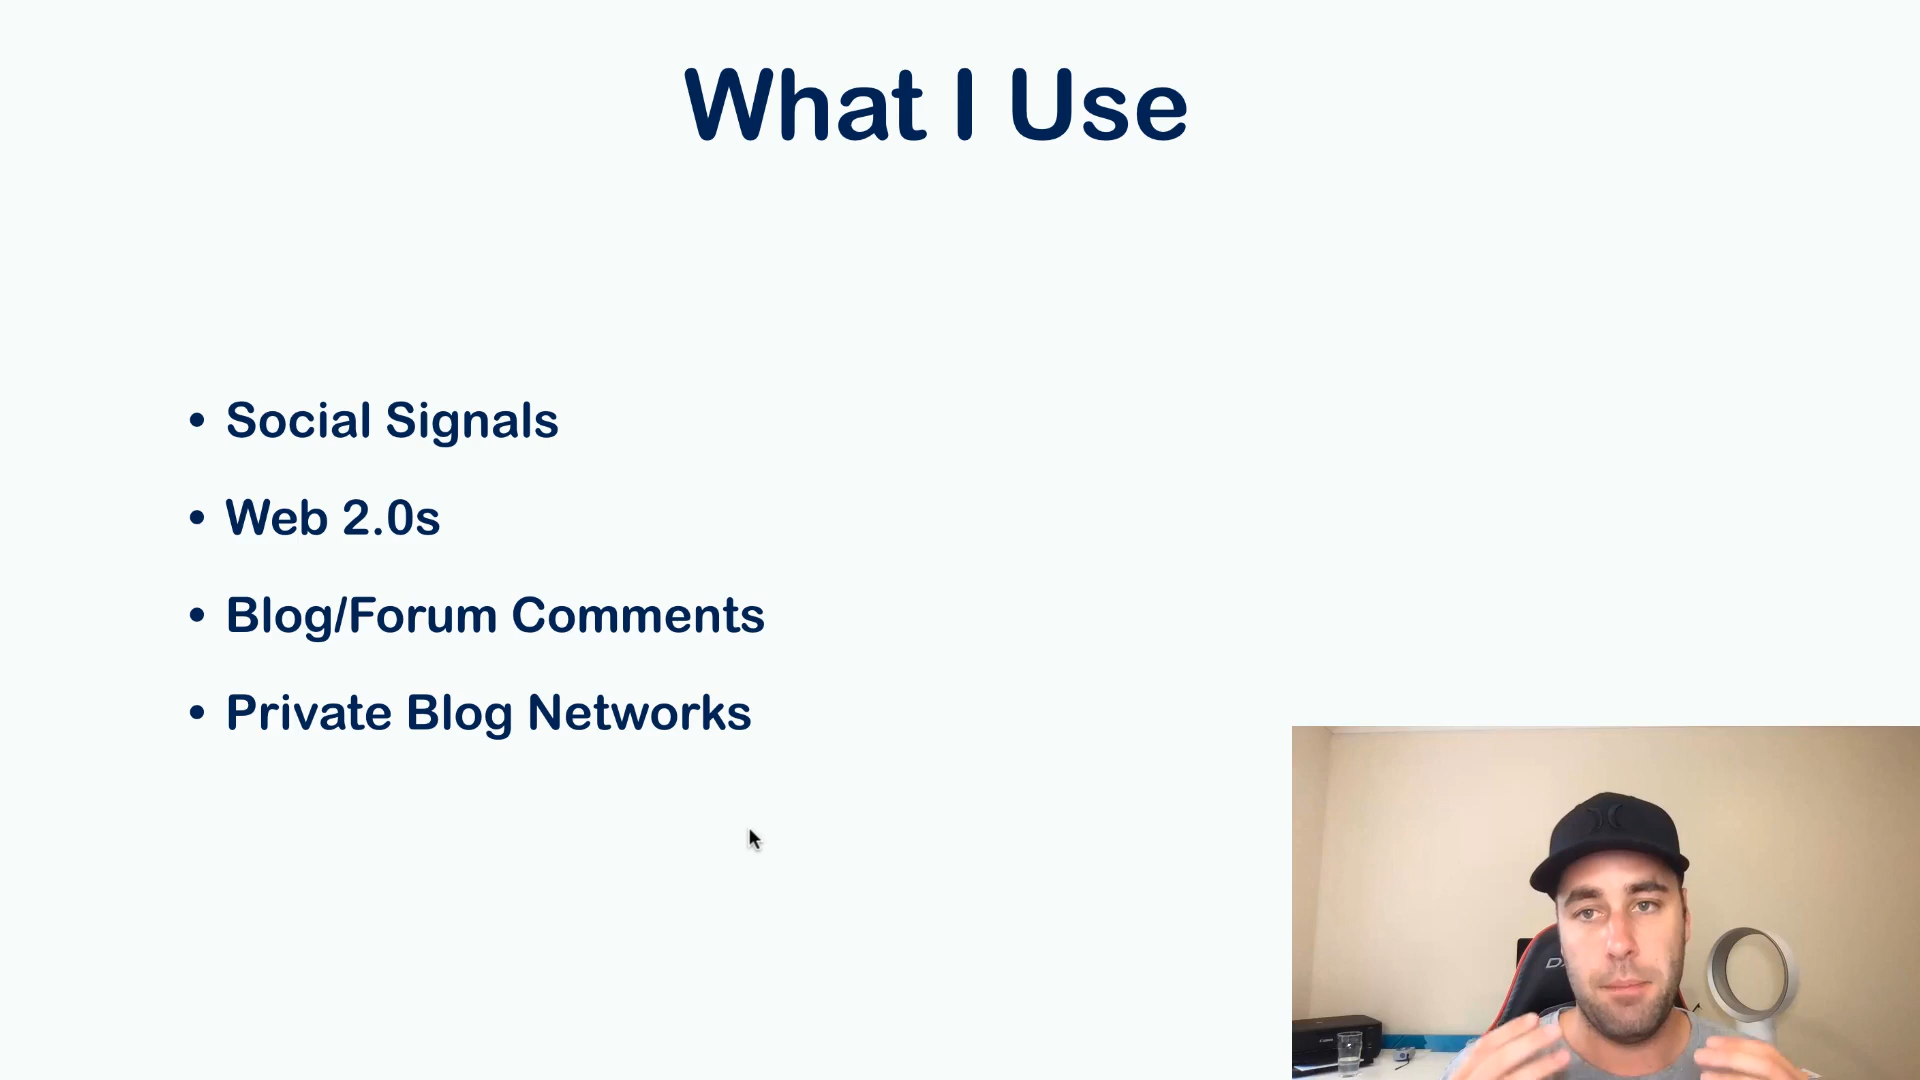 What I Use
• Social Signals
• Web 2.0s
• Blog/Forum Comments
• Private Blog Networks